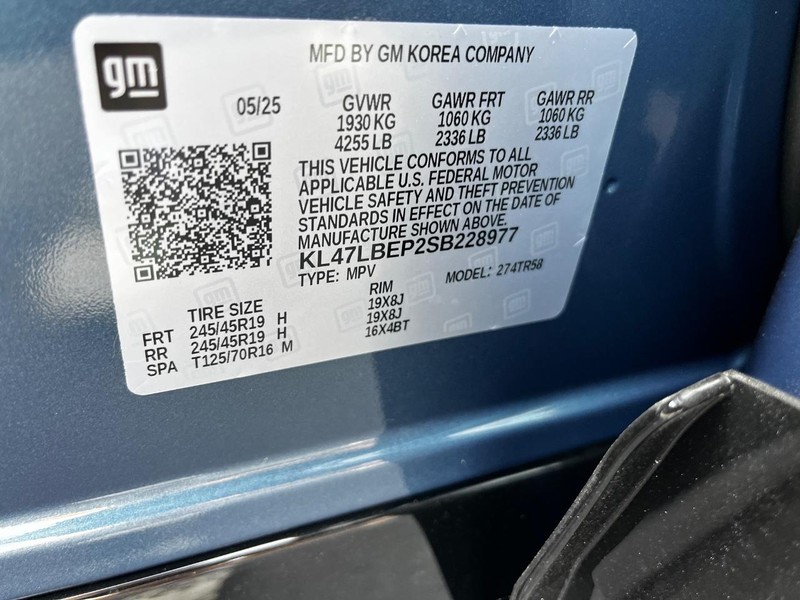 gm
MFD BY GM KOREA COMPANY
05/25 GVWR GAWR FRT GAWR RR
1930 KG 1060 KG 1060 KG
4255 LB 2336 LB 2336 LB
THIS VEHICLE CONFORMS TO ALL
APPLICABLE U.S. FEDERAL MOTOR
VEHICLE SAFETY AND THEFT PREVENTION
STANDARDS IN EFFECT ON THE DATE OF
MANUFACTURE SHOWN ABOVE.
KL47LBEP2SB228977
TYPE: MPV MODEL: 274TR58
TIRE SIZE RIM
FRT 245/45R19 H 19X8J
RR 245/45R19 H 19X8J
SPA T125/70R16 M 16X4BT